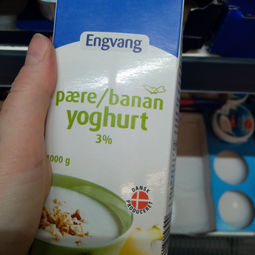 Engvang
pære/banan
yoghurt
3%
1000 g
DANSK
PRODUCERET